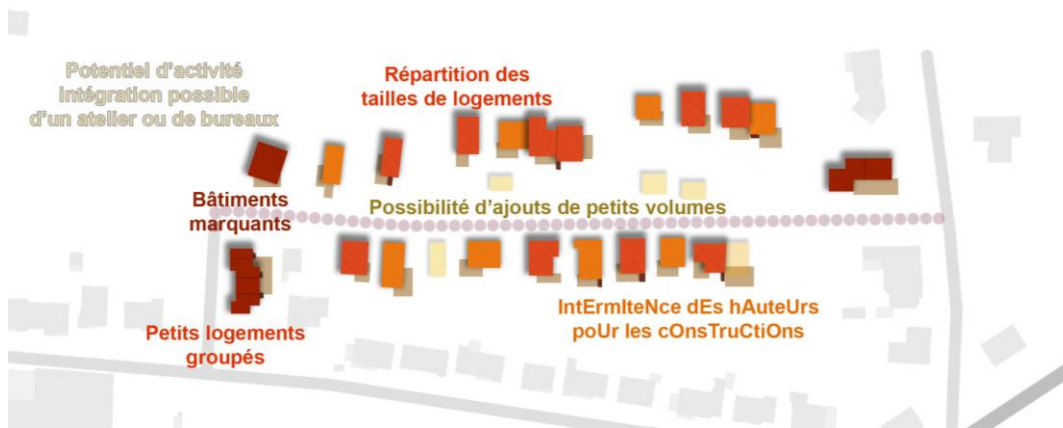 Potentiel d'activité
intégration possible
d'un atelier ou de bureaux
Répartition des
tailles de logements
Bâtiments
marquants
Possibilité d'ajouts de petits volumes
Petits logements
groupés
IntErmIteNce dEs hAuteUrs
poUr les cOnsTruCtiOns